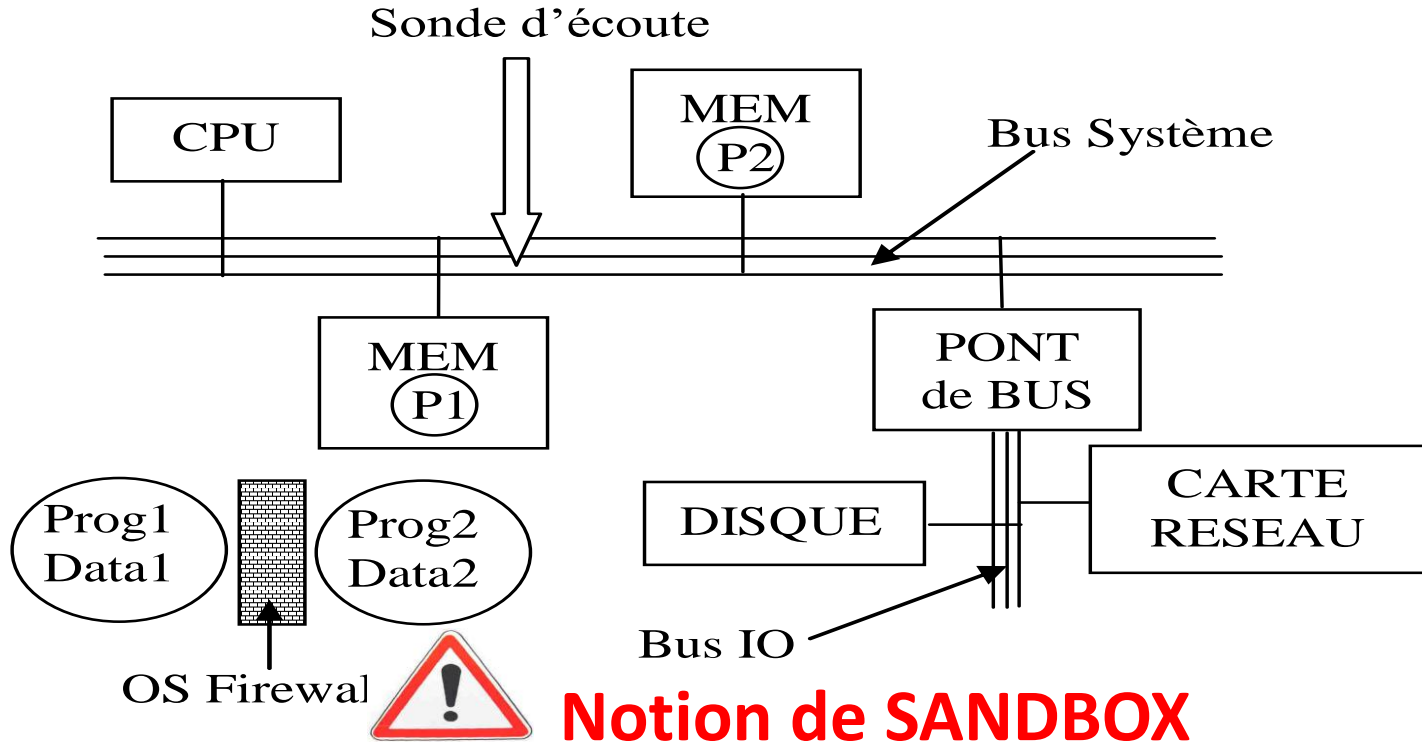 Sonde d'écoute
CPU
MEM
P2
Bus Système
MEM
P1
PONT
de BUS
Prog1
Data1
Prog2
Data2
DISQUE
CARTE
RESEAU
Bus IO
OS Firewal
Notion de SANDBOX